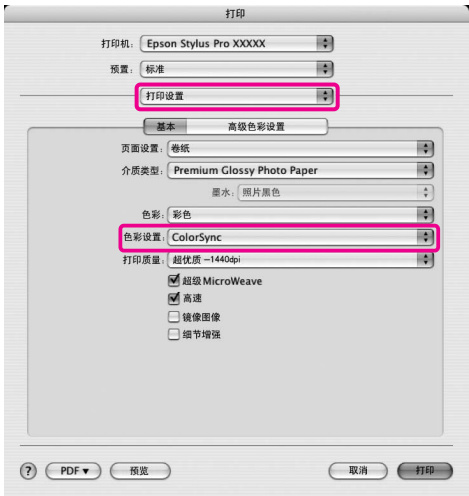 打印
打印机: Epson Stylus Pro XXXXX
预置: 标准
打印设置
基本 高级色彩设置
页面设置: 卷纸
介质类型: Premium Glossy Photo Paper
墨水: 照片黑色
色彩: 彩色
色彩设置: ColorSync
打印质量: 超优质 -1440dpi
超级 MicroWeave
高速
镜像图像
细节增强
? PDF ▼ 预览 取消 打印